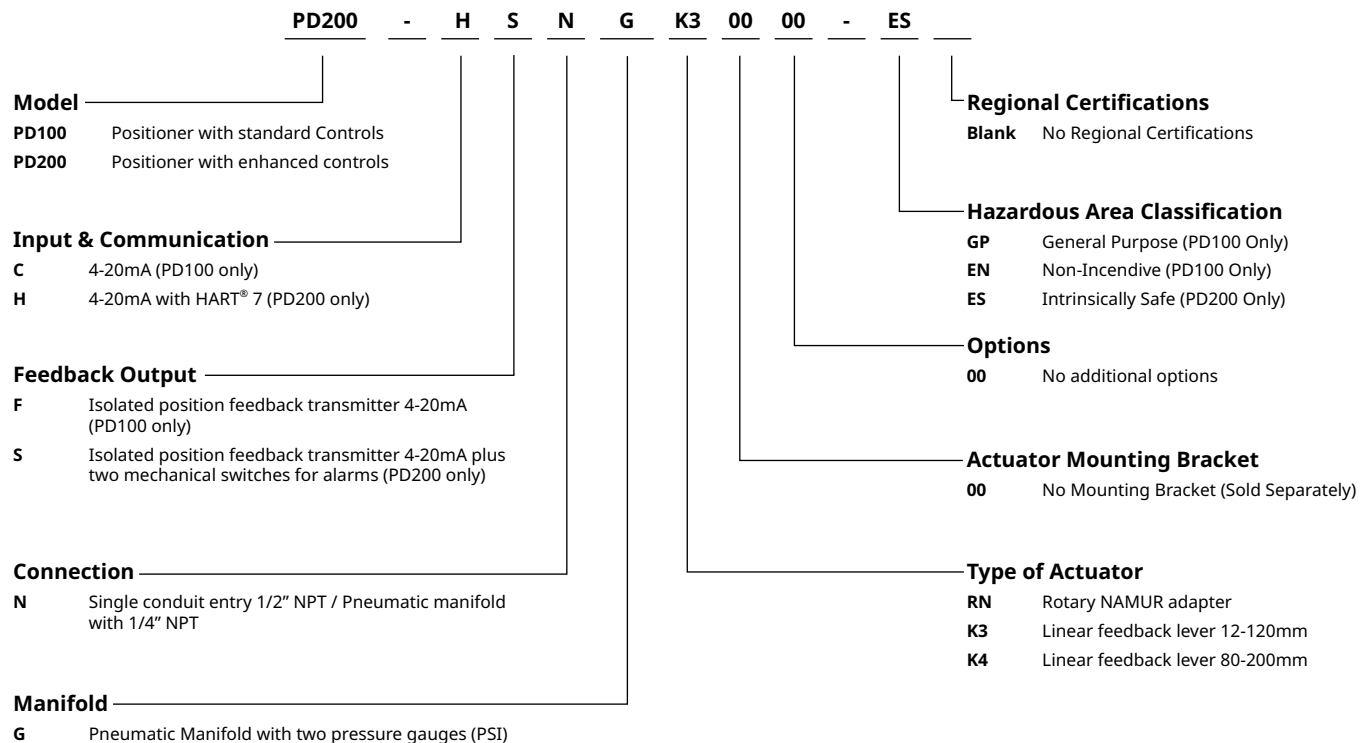 PD200 - H S N G K3 00 00 - ES
Model
PD100 Positioner with standard Controls
PD200 Positioner with enhanced controls
Input & Communication
C 4-20mA (PD100 only)
H 4-20mA with HART® 7 (PD200 only)
Feedback Output
F Isolated position feedback transmitter 4-20mA
(PD100 only)
S Isolated position feedback transmitter 4-20mA plus
two mechanical switches for alarms (PD200 only)
Connection
N Single conduit entry 1/2” NPT / Pneumatic manifold
with 1/4” NPT
Manifold
G Pneumatic Manifold with two pressure gauges (PSI)
Regional Certifications
Blank No Regional Certifications
Hazardous Area Classification
GP General Purpose (PD100 Only)
EN Non-Incendive (PD100 Only)
ES Intrinsically Safe (PD200 Only)
Options
00 No additional options
Actuator Mounting Bracket
00 No Mounting Bracket (Sold Separately)
Type of Actuator
RN Rotary NAMUR adapter
K3 Linear feedback lever 12-120mm
K4 Linear feedback lever 80-200mm